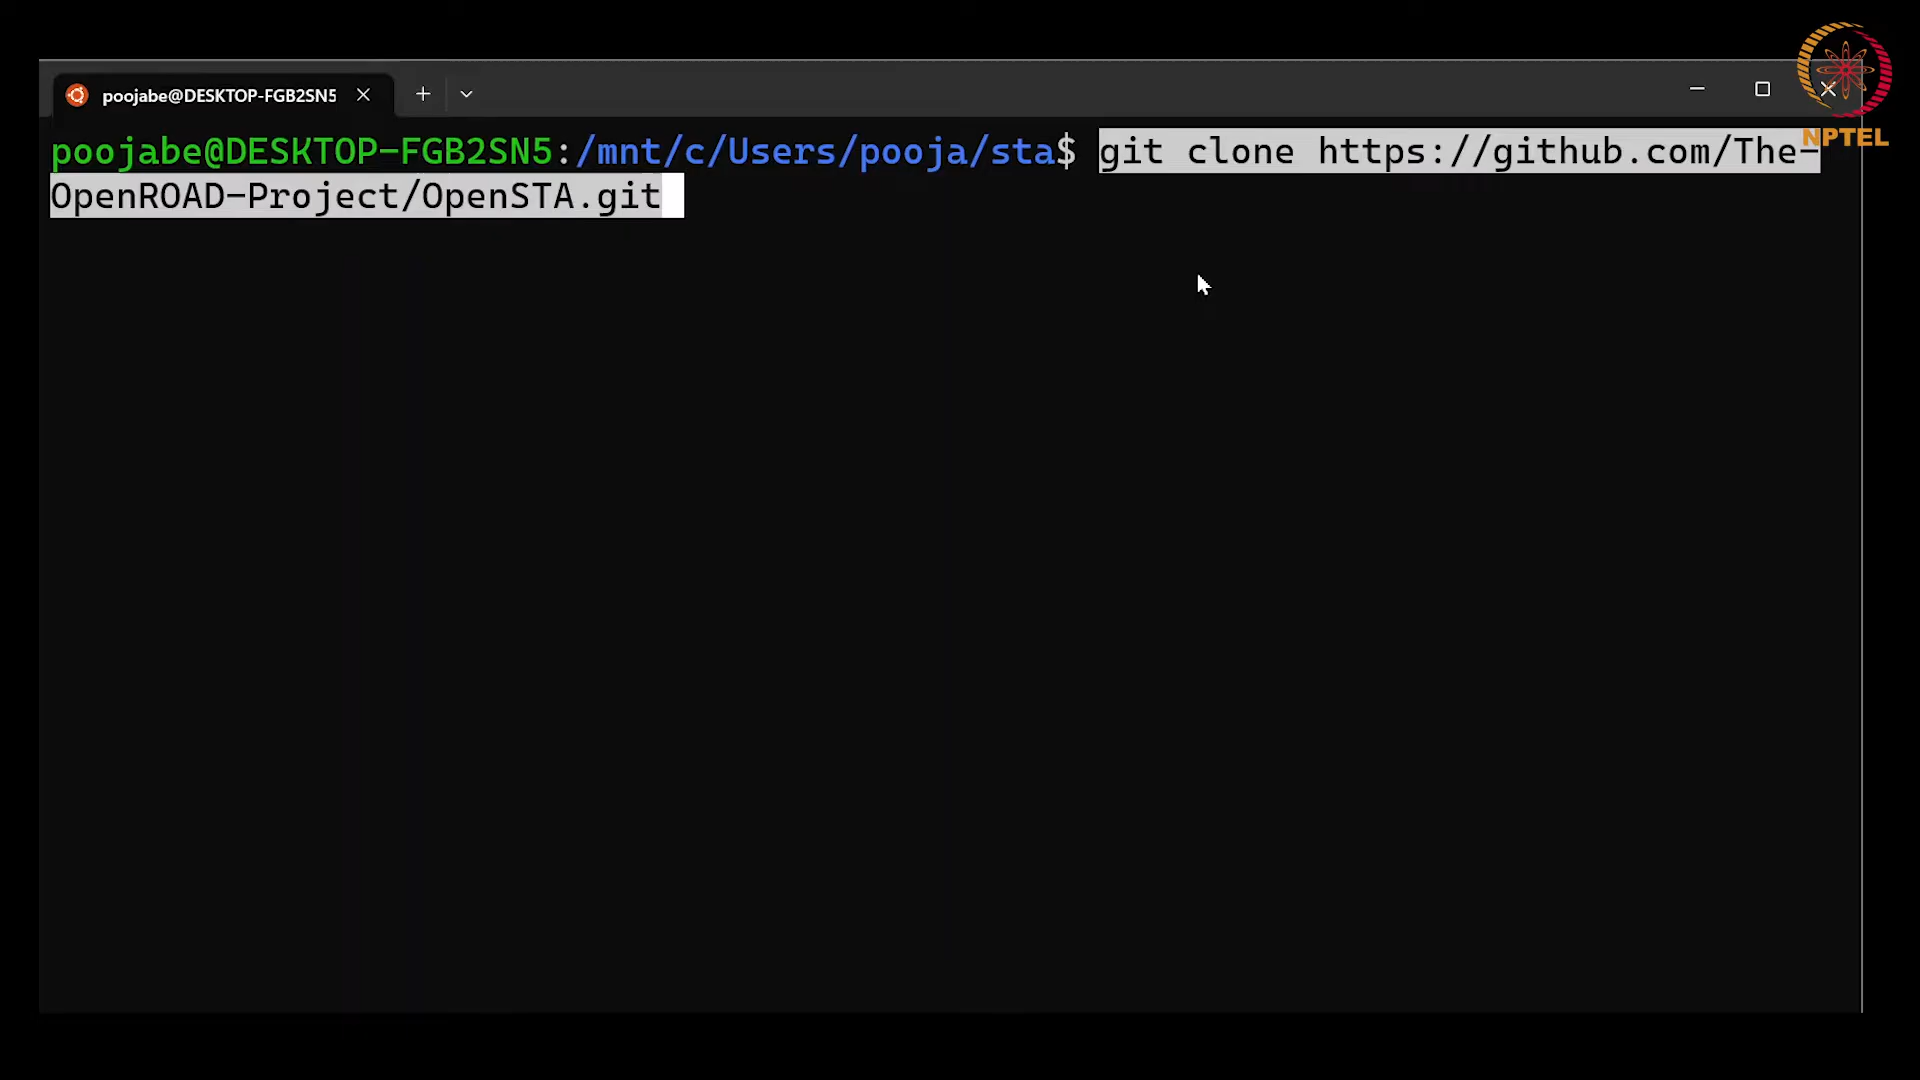 poojabe@DESKTOP-FGB2SN5
NPTEL
poojabe@DESKTOP-FGB2SN5:/mnt/c/Users/pooja/sta$ git clone https://github.com/The-
OpenROAD-Project/OpenSTA.git